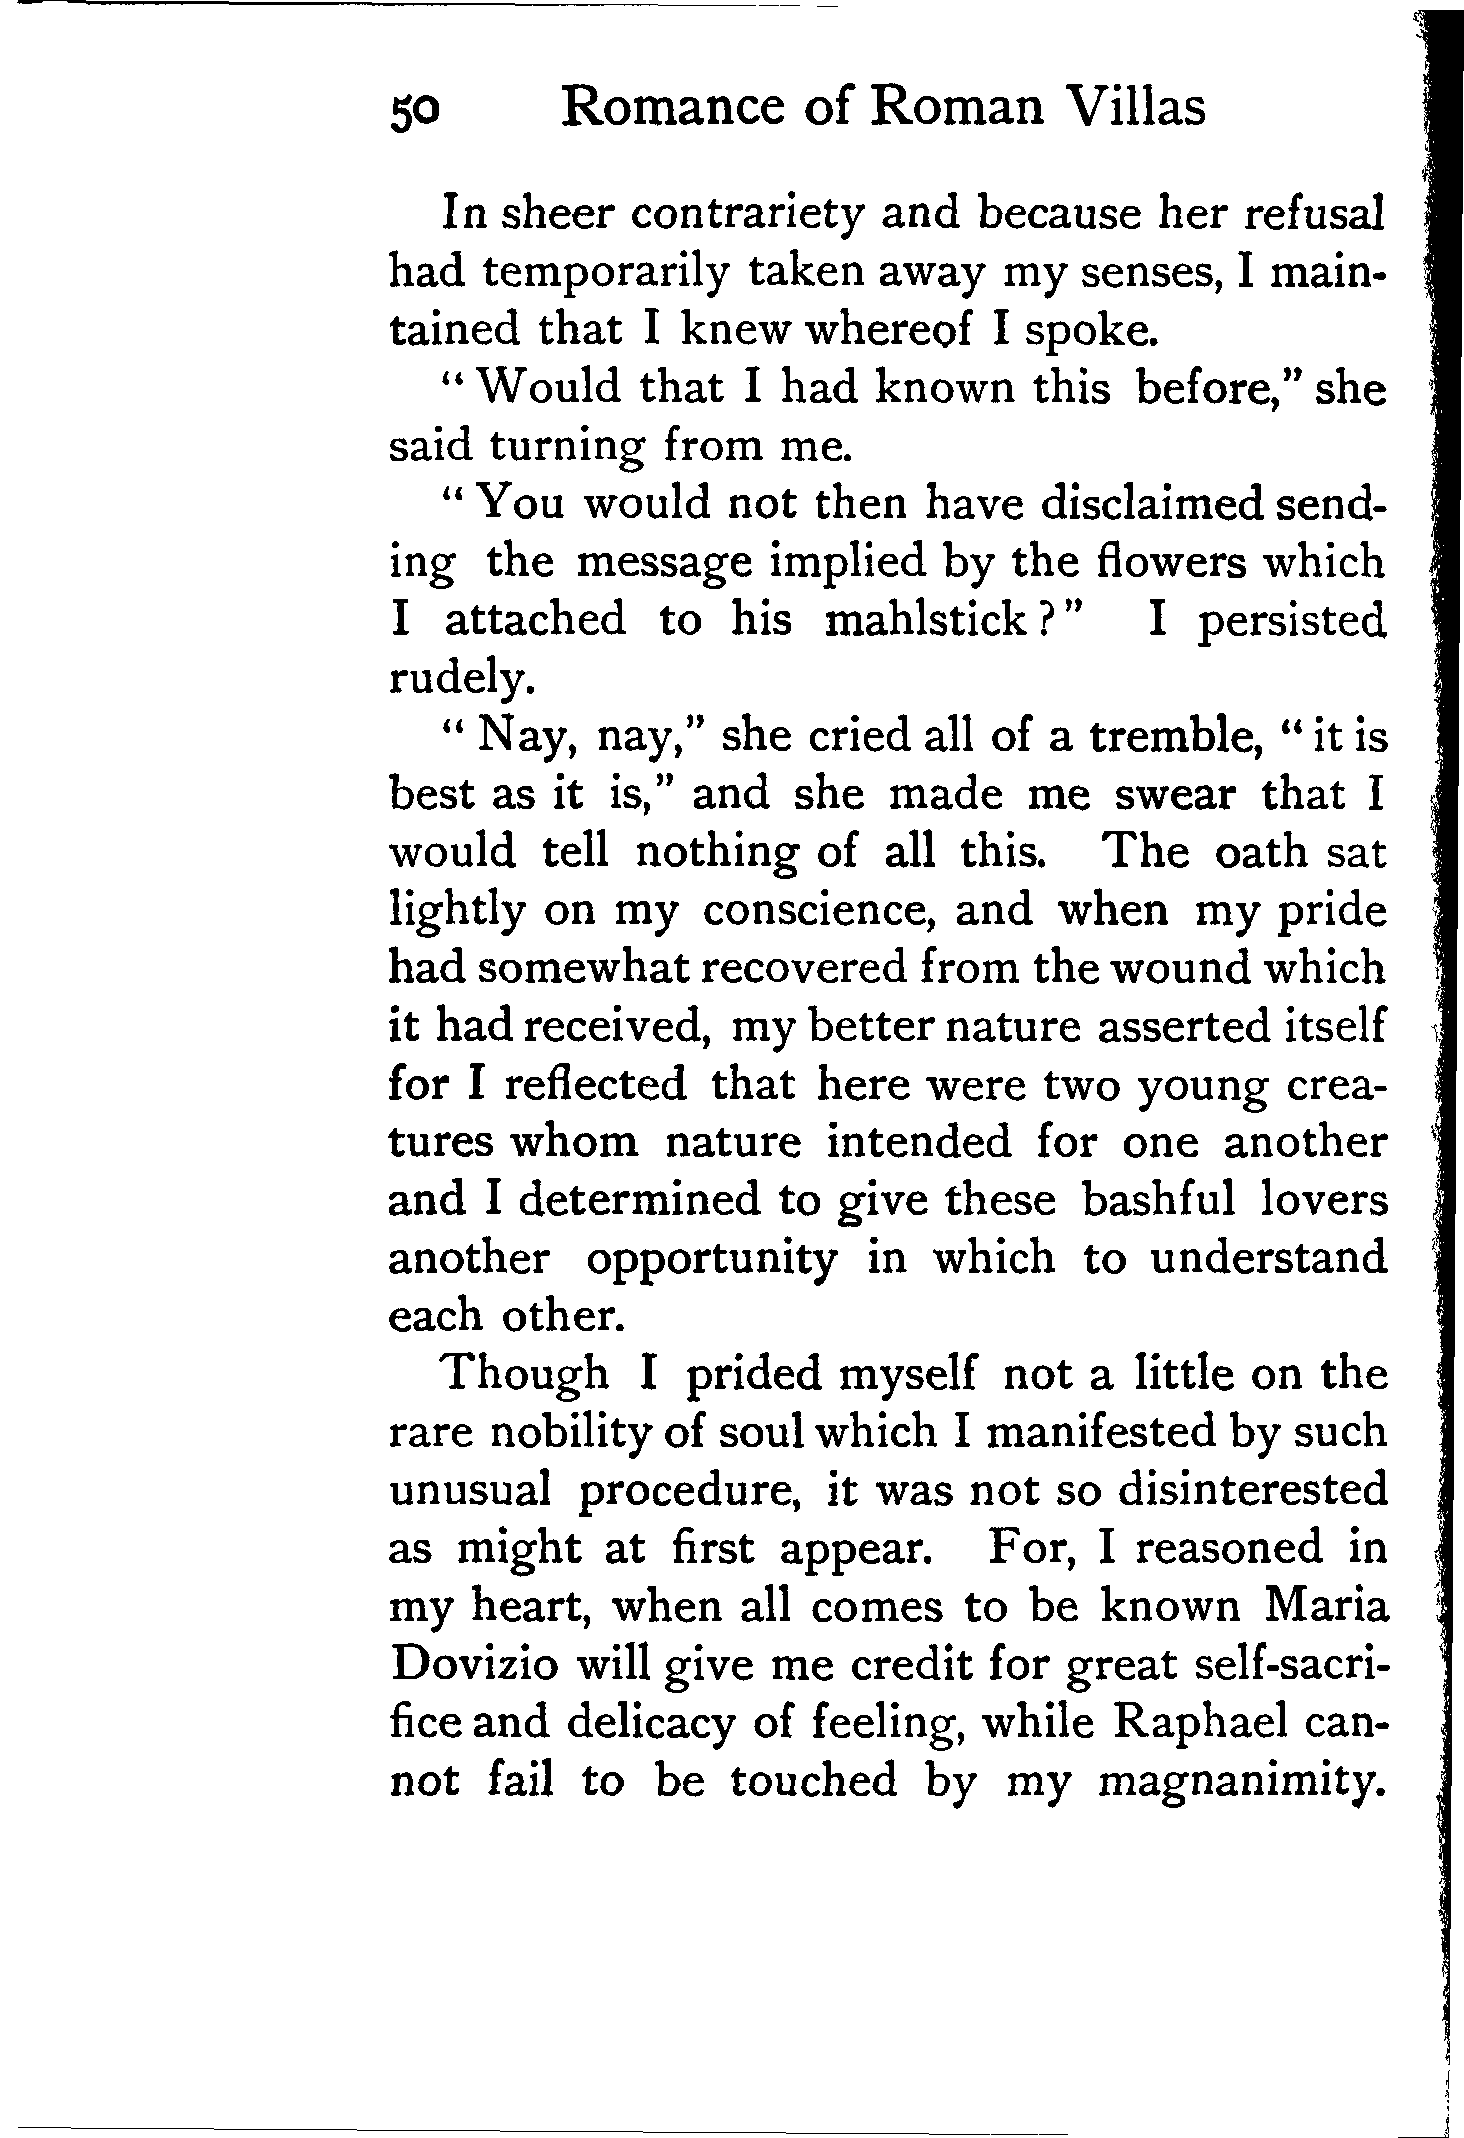 50 Romance of Roman Villas
In sheer contrariety and because her refusal
had temporarily taken away my senses, I main-
tained that I knew whereof I spoke.
“ Would that I had known this before,” she
said turning from me.
“ You would not then have disclaimed send-
ing the message implied by the flowers which
I attached to his mahlstick ? ” I persisted
rudely.
“ Nay, nay,” she cried all of a tremble, “ it is
best as it is,” and she made me swear that I
would tell nothing of all this. The oath sat
lightly on my conscience, and when my pride
had somewhat recovered from the wound which
it had received, my better nature asserted itself
for I reflected that here were two young crea-
tures whom nature intended for one another
and I determined to give these bashful lovers
another opportunity in which to understand
each other.
Though I prided myself not a little on the
rare nobility of soul which I manifested by such
unusual procedure, it was not so disinterested
as might at first appear. For, I reasoned in
my heart, when all comes to be known Maria
Dovizio will give me credit for great self-sacri-
fice and delicacy of feeling, while Raphael can-
not fail to be touched by my magnanimity.